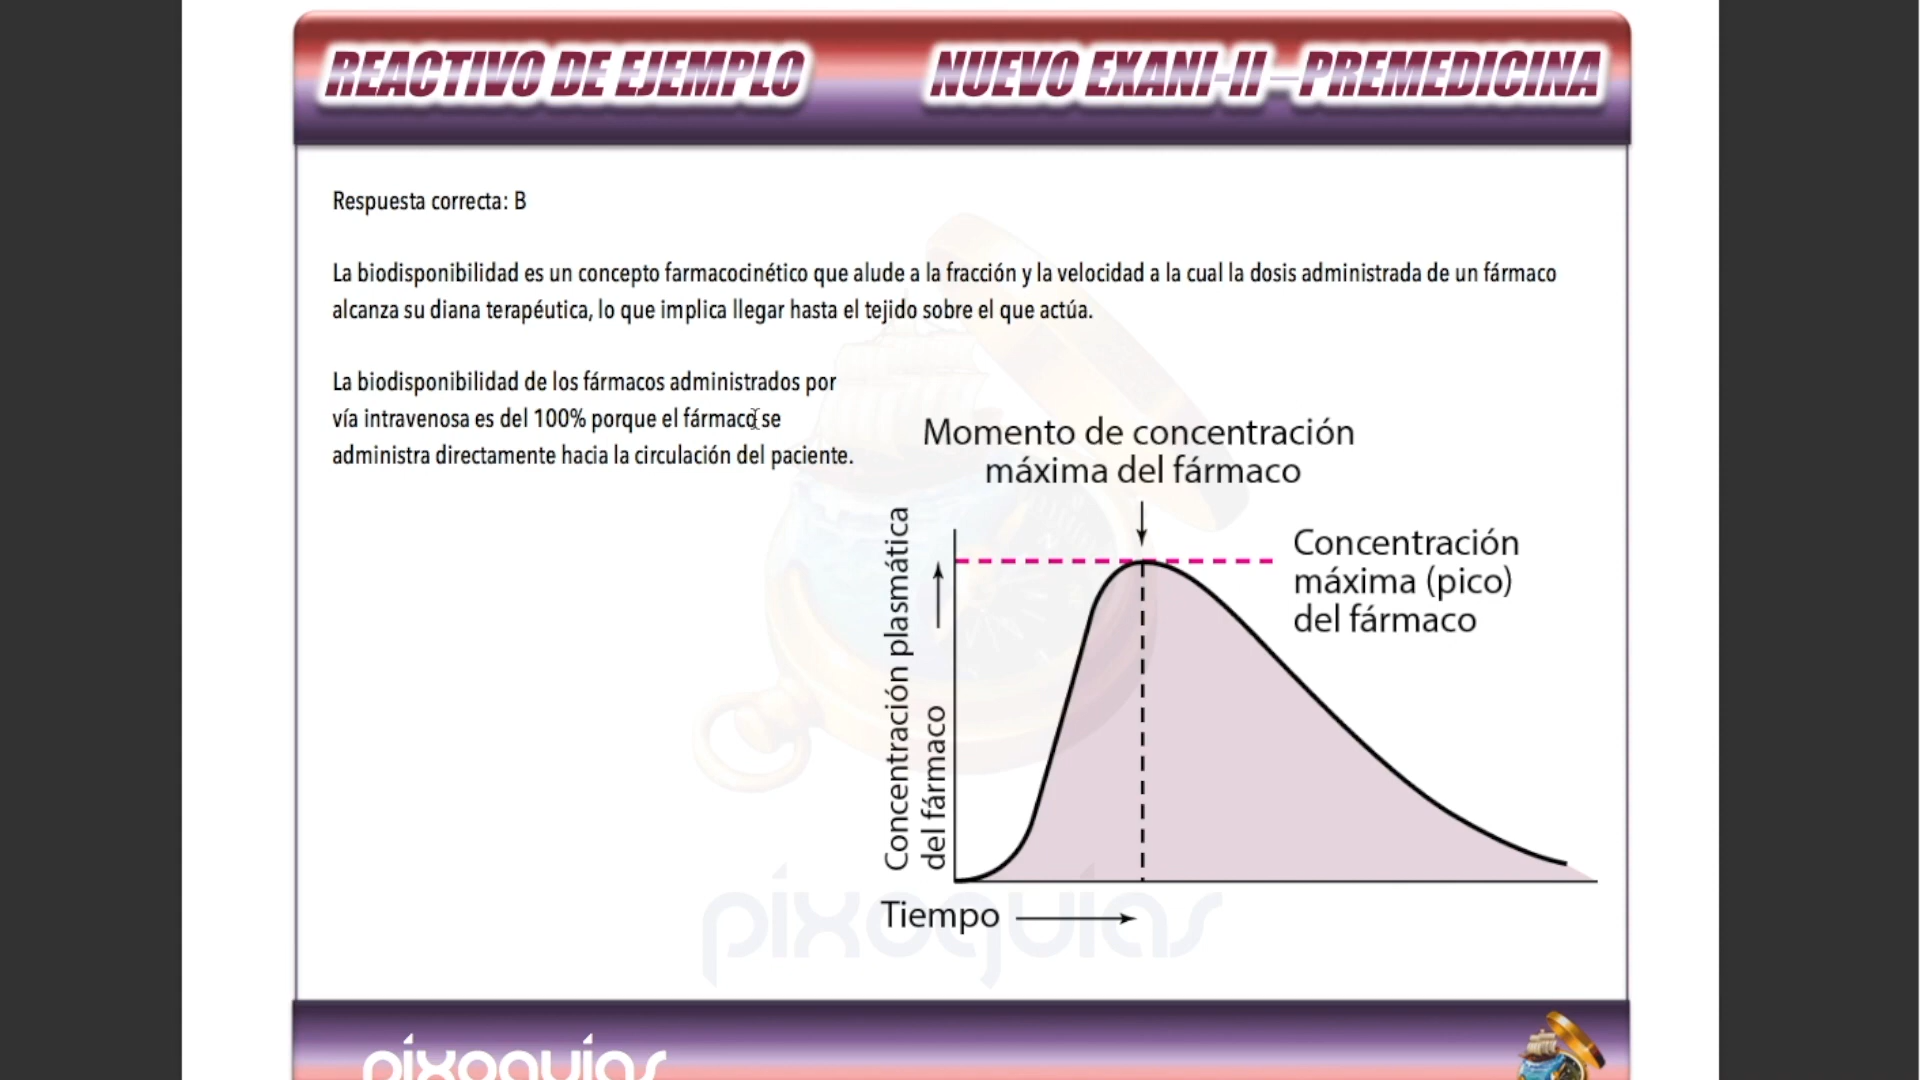 REACTIVO DE EJEMPLO
NUEVO EXANI-II – PREMEDICINA
Respuesta correcta: B
La biodisponibilidad es un concepto farmacocinético que alude a la fracción y la velocidad a la cual la dosis administrada de un fármaco
alcanza su diana terapéutica, lo que implica llegar hasta el tejido sobre el que actúa.
La biodisponibilidad de los fármacos administrados por
vía intravenosa es del 100% porque el fármaco se
administra directamente hacia la circulación del paciente.
Momento de concentración
máxima del fármaco
Concentración
máxima (pico)
del fármaco
Concentración plasmática
del fármaco
Tiempo
pixoguias
pixoguias